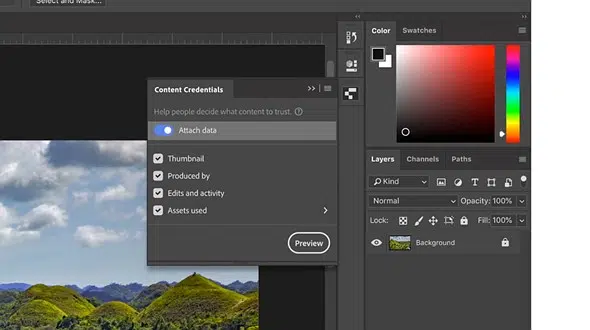 Select and Mask...
Content Credentials
Help people decide what content to trust.
Attach data
Thumbnail
Produced by
Edits and activity
Assets used
Preview
Color Swatches
Layers Channels Paths
Kind
Normal Opacity: 100%
Lock: Fill: 100%
Background